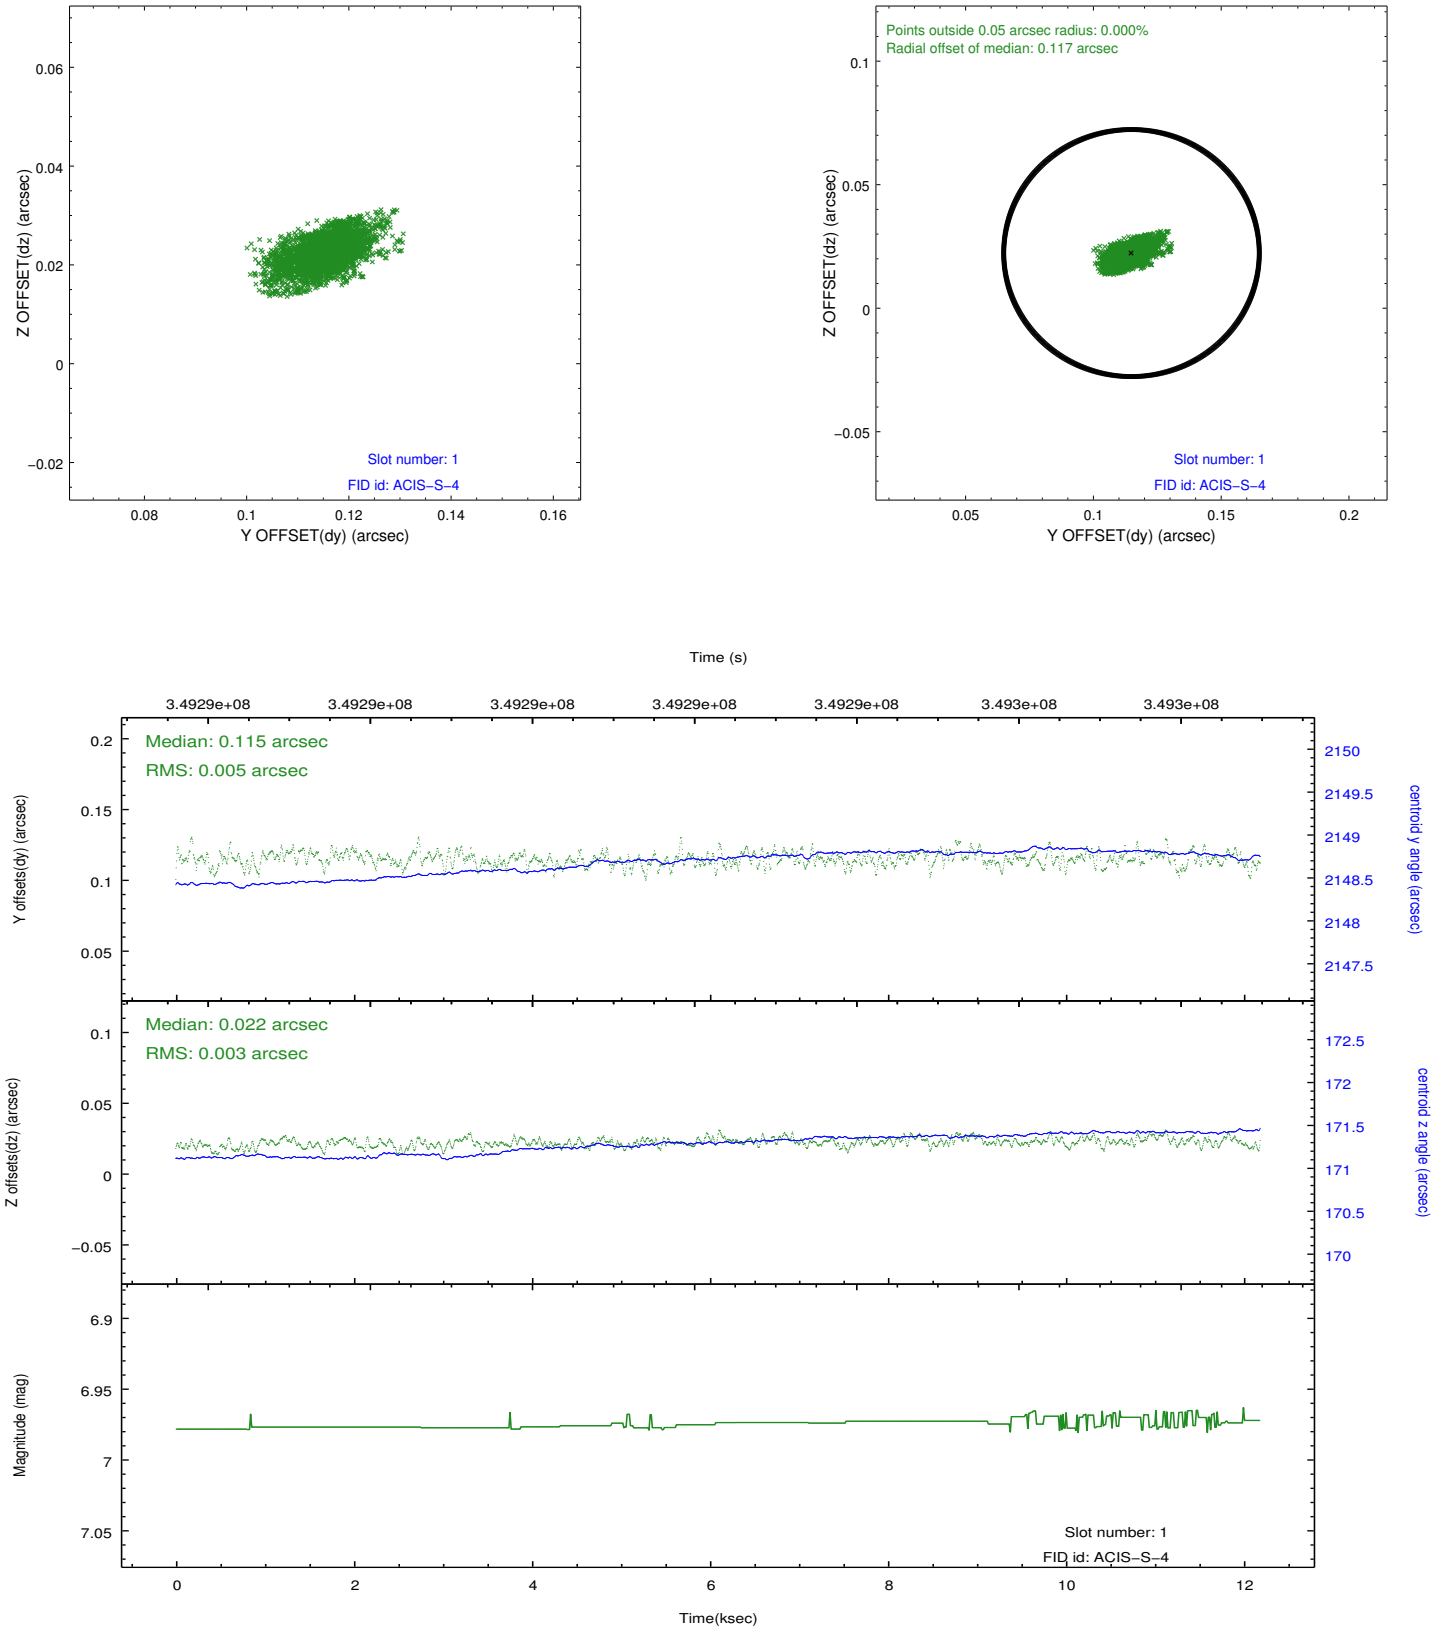 0.06
0.04
0.02
0
−0.02
Z OFFSET(dz) (arcsec)
Slot number: 1
FID id: ACIS−S−4
0.08
0.1
0.12
0.14
0.16
Y OFFSET(dy) (arcsec)
Points outside 0.05 arcsec radius: 0.000%
Radial offset of median: 0.117 arcsec
0.1
0.05
0
−0.05
Z OFFSET(dz) (arcsec)
Slot number: 1
FID id: ACIS−S−4
0.05
0.1
0.15
0.2
Y OFFSET(dy) (arcsec)
Time (s)
3.4929e+08
3.4929e+08
3.4929e+08
3.4929e+08
3.4929e+08
3.493e+08
3.493e+08
Median: 0.115 arcsec
RMS: 0.005 arcsec
0.2
0.15
0.1
0.05
Y offsets(dy) (arcsec)
2150
2149.5
2149
2148.5
2148
2147.5
centroid y angle (arcsec)
Median: 0.022 arcsec
RMS: 0.003 arcsec
0.1
0.05
0
−0.05
Z offsets(dz) (arcsec)
172.5
172
171.5
171
170.5
170
centroid z angle (arcsec)
6.9
6.95
7
7.05
Magnitude (mag)
Slot number: 1
FID id: ACIS−S−4
0
2
4
6
8
10
12
Time(ksec)